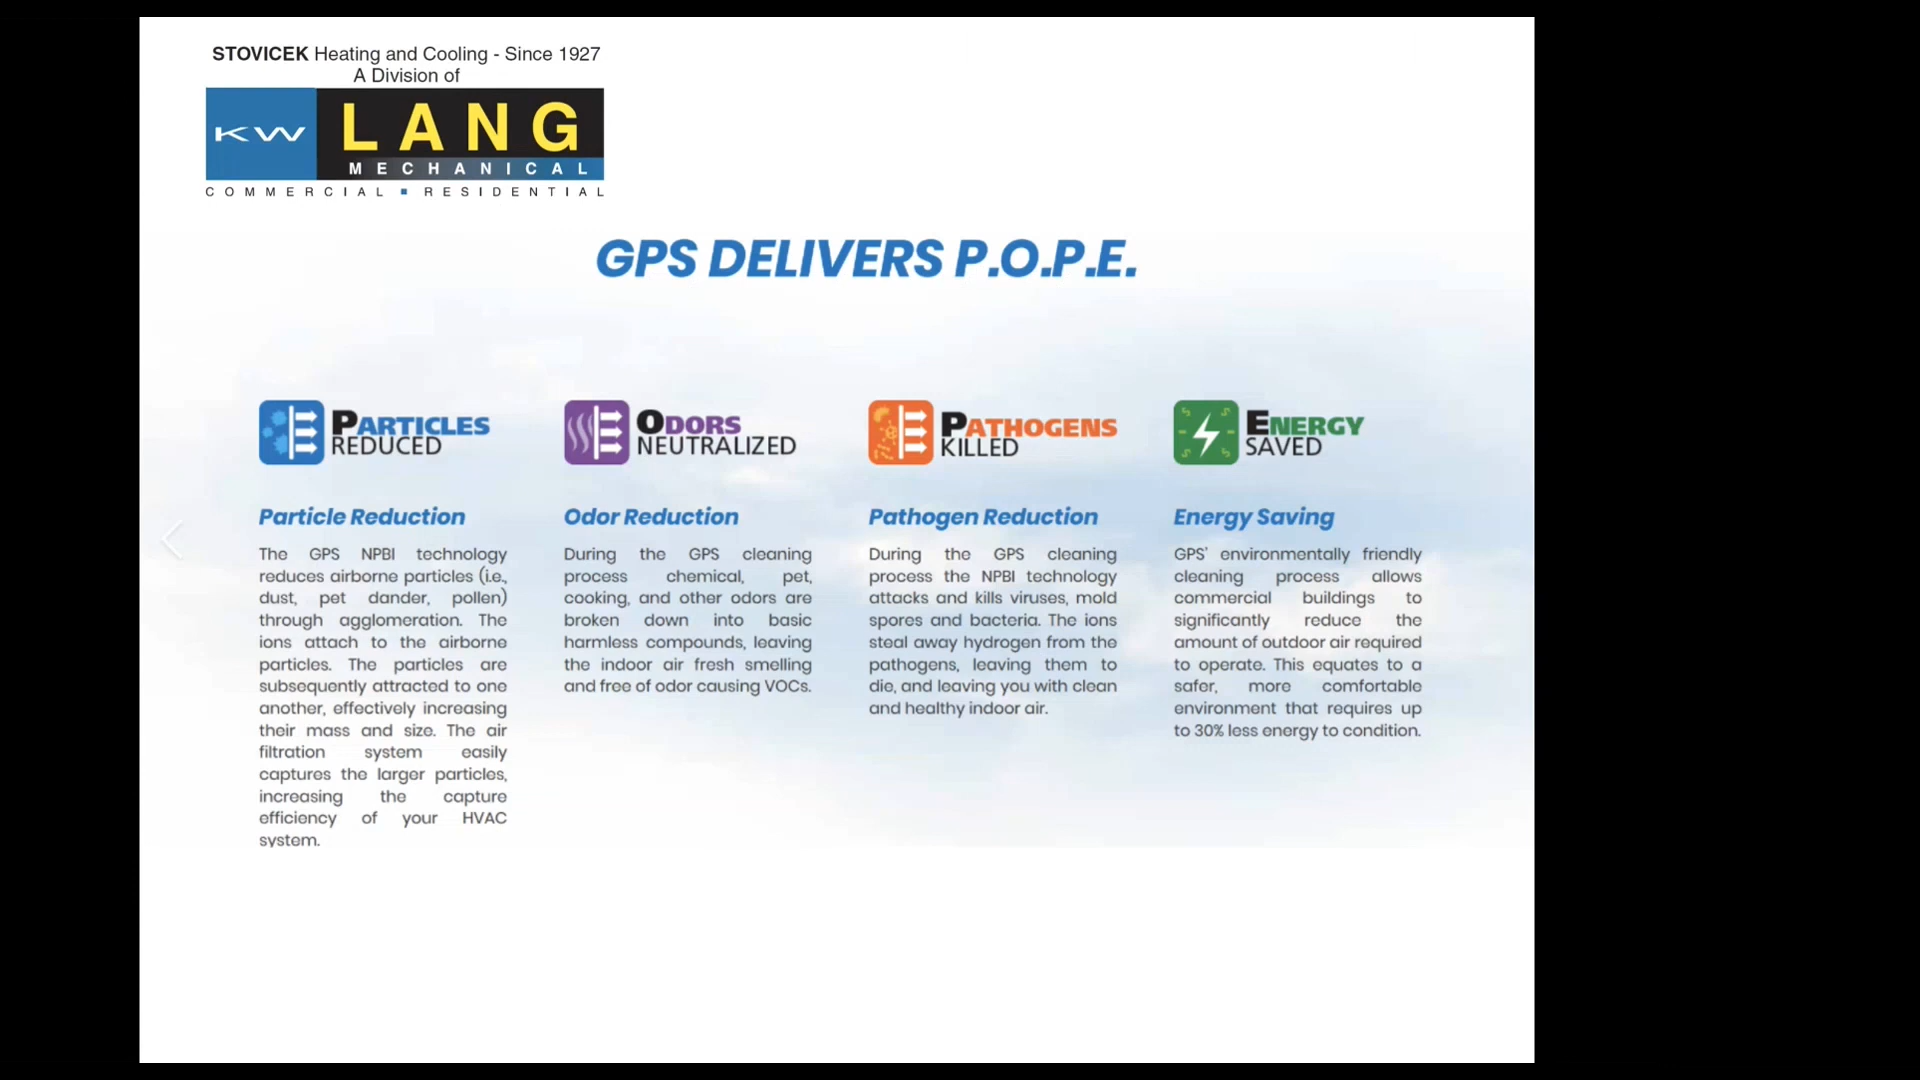 STOVICEK Heating and Cooling - Since 1927
A Division of
KW LANG
MECHANICAL
COMMERCIAL ▪ RESIDENTIAL
GPS DELIVERS P.O.P.E.
PARTICLES
REDUCED
Particle Reduction
The GPS NPBI technology
reduces airborne particles (i.e.,
dust, pet dander, pollen)
through agglomeration. The
ions attach to the airborne
particles. The particles are
subsequently attracted to one
another, effectively increasing
their mass and size. The air
filtration system easily
captures the larger particles,
increasing the capture
efficiency of your HVAC
system.
ODORS
NEUTRALIZED
Odor Reduction
During the GPS cleaning
process chemical, pet,
cooking, and other odors are
broken down into basic
harmless compounds, leaving
the indoor air fresh smelling
and free of odor causing VOCs.
PATHOGENS
KILLED
Pathogen Reduction
During the GPS cleaning
process the NPBI technology
attacks and kills viruses, mold
spores and bacteria. The ions
steal away hydrogen from the
pathogens, leaving them to
die, and leaving you with clean
and healthy indoor air.
ENERGY
SAVED
Energy Saving
GPS' environmentally friendly
cleaning process allows
commercial buildings to
significantly reduce the
amount of outdoor air required
to operate. This equates to a
safer, more comfortable
environment that requires up
to 30% less energy to condition.